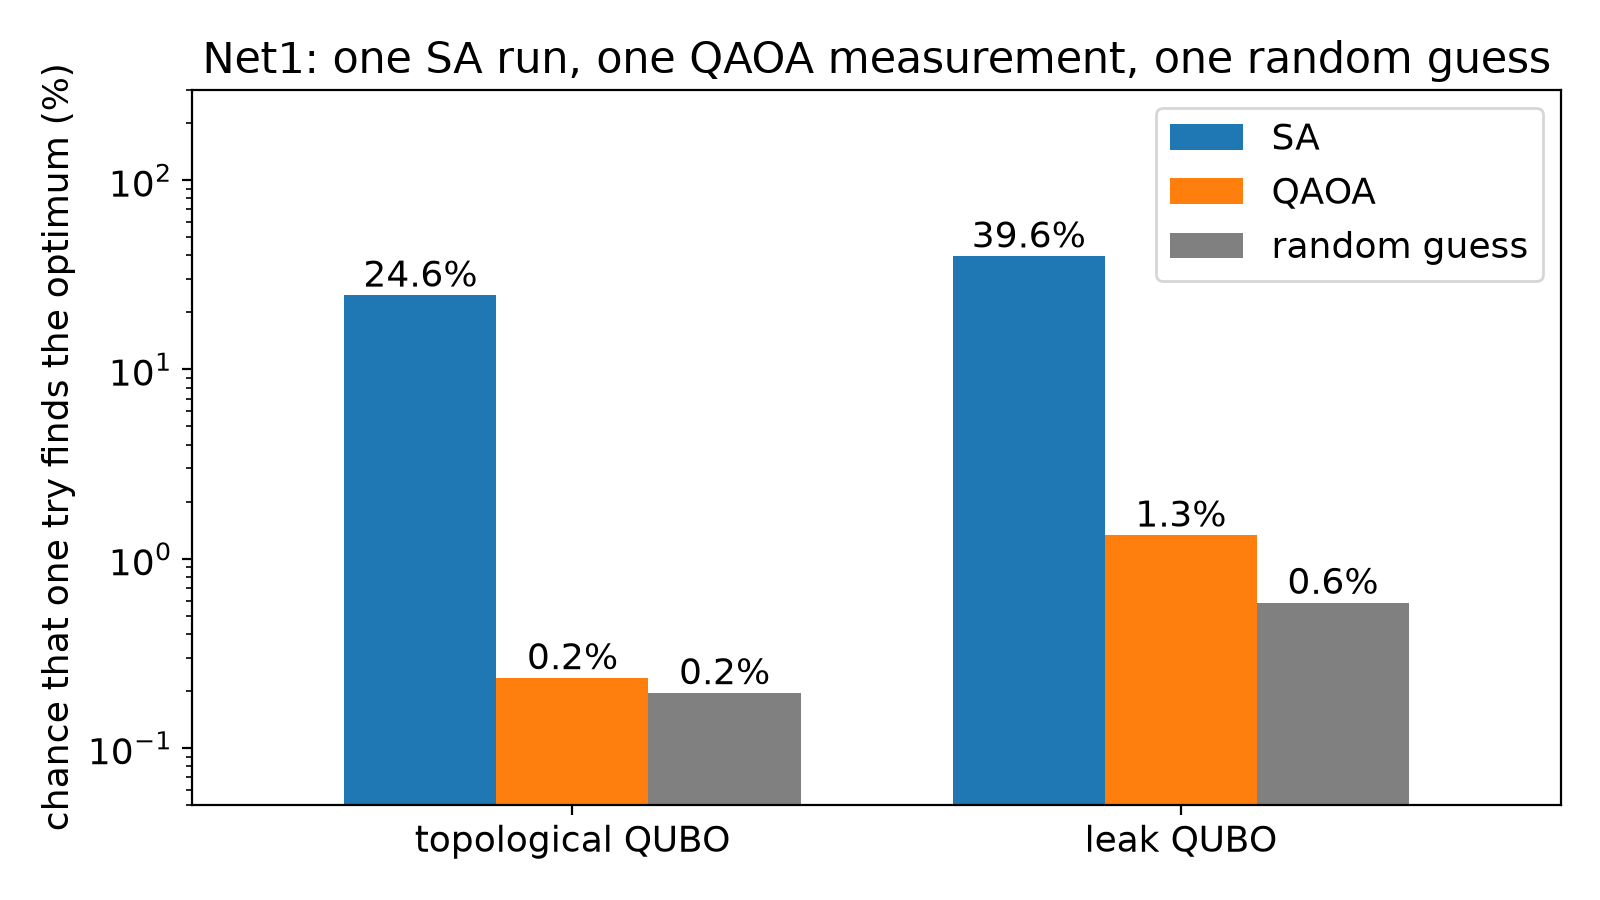 Net1: one SA run, one QAOA measurement, one random guess
chance that one try finds the optimum (%)
10²
10¹
10⁰
10⁻¹
SA
QAOA
random guess
24.6%
0.2%
0.2%
39.6%
1.3%
0.6%
topological QUBO
leak QUBO